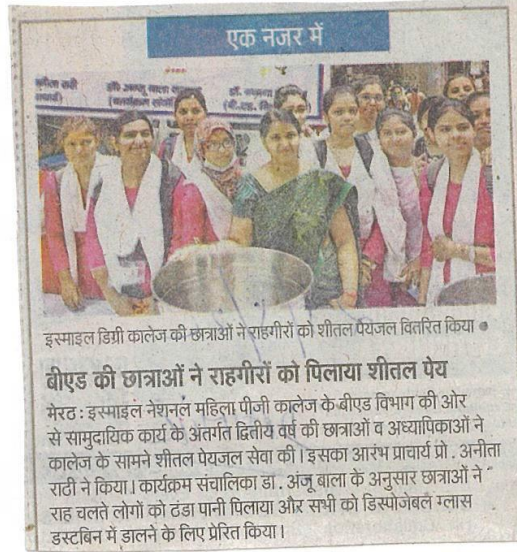 एक नजर में
डॉ. अन्जू बाला
डॉ.
इस्माइल डिग्री कालेज की छात्राओं ने राहगीरों को शीतल पेयजल वितरित किया ●
बीएड की छात्राओं ने राहगीरों को पिलाया शीतल पेय
मेरठ : इस्माइल नेशनल महिला पीजी कालेज के बीएड विभाग की ओर
से सामुदायिक कार्य के अंतर्गत द्वितीय वर्ष की छात्राओं व अध्यापिकाओं ने
कालेज के सामने शीतल पेयजल सेवा की। इसका आरंभ प्राचार्य प्रो . अनीता
राठी ने किया। कार्यक्रम संचालिका डा. अंजू बाला के अनुसार छात्राओं ने
राह चलते लोगों को ठंडा पानी पिलाया और सभी को डिस्पोजेबल ग्लास
डस्टबिन में डालने के लिए प्रेरित किया।